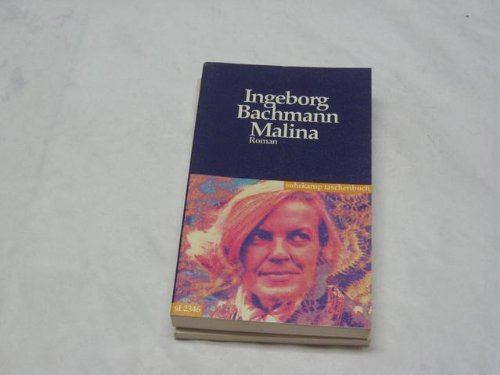 Ingeborg
Bachmann
Malina
Roman
suhrkamp taschenbuch
st 2346